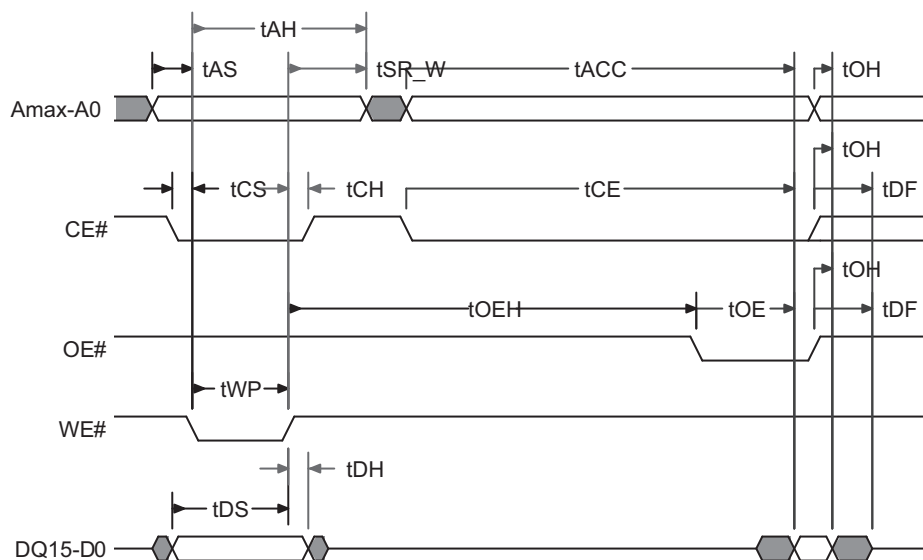 tAH
tAS
tSR_W
tACC
tOH
Amax-A0
tOH
tCS
tCH
tCE
tDF
CE#
tOH
tOEH
tOE
tDF
OE#
tWP
WE#
tDH
tDS
DQ15-D0